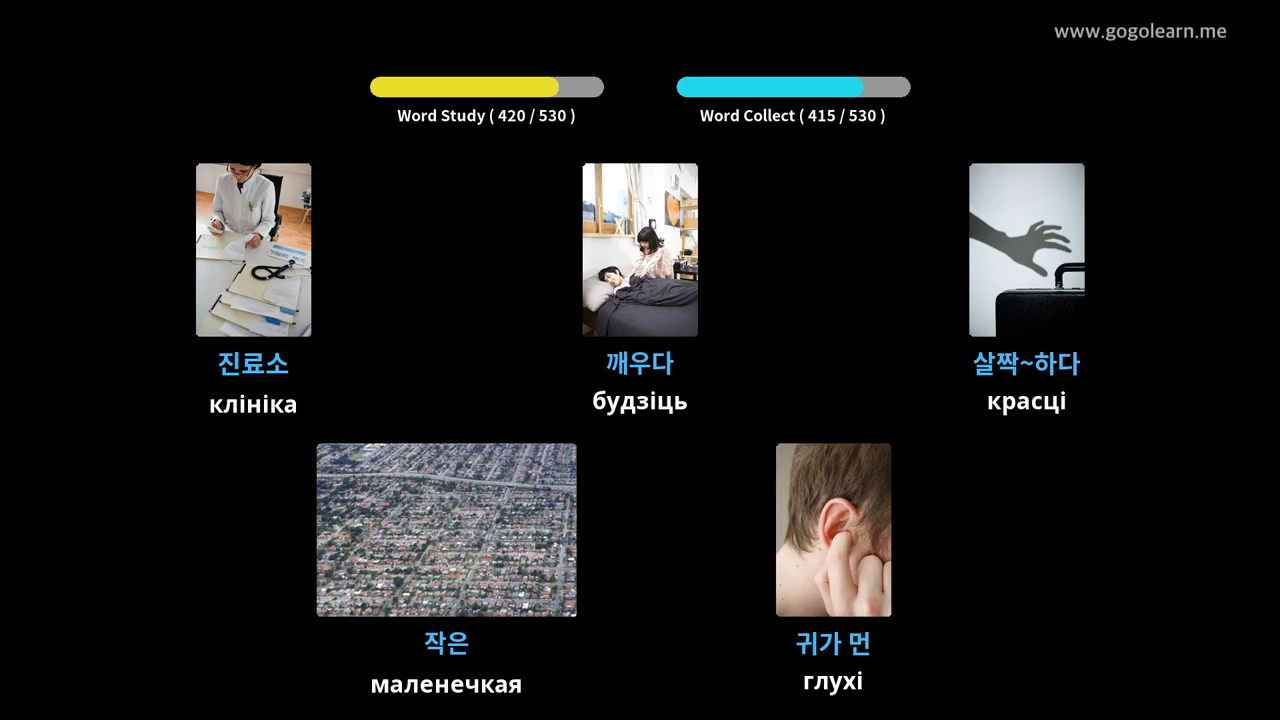 www.gogolearn.me
Word Study ( 420 / 530 )
Word Collect ( 415 / 530 )
진료소
клініка
깨우다
будзіць
살짝~하다
красці
작은
маленечкая
귀가 먼
глухі